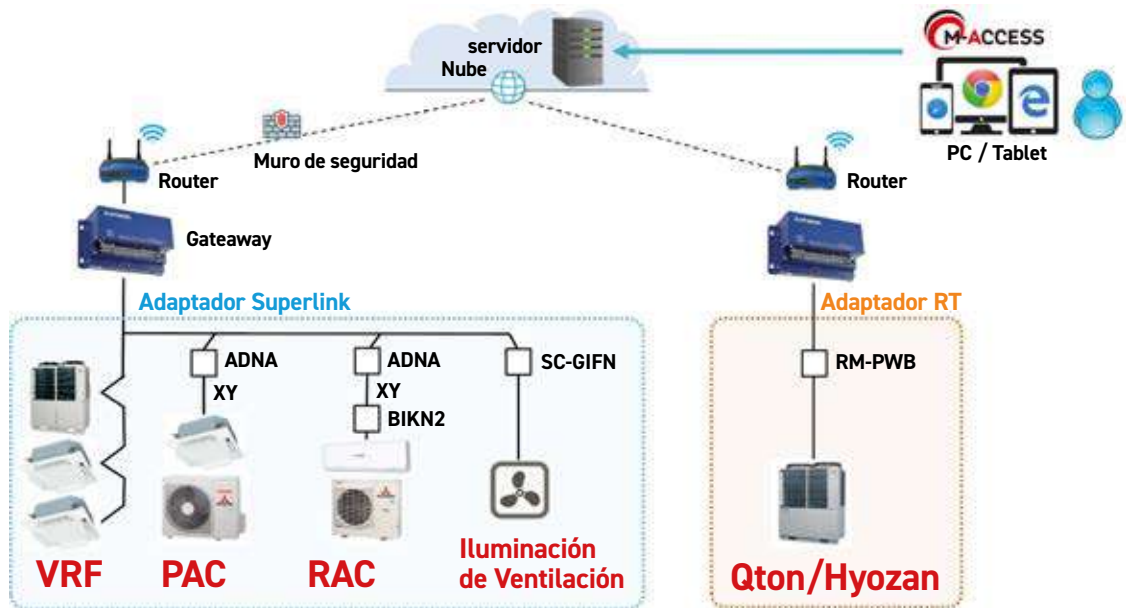 M-ACCESS
servidor
Nube
PC / Tablet
Muro de seguridad
Router
Router
Gateaway
Adaptador Superlink
Adaptador RT
ADNA
ADNA
SC-GIFN
RM-PWB
XY
XY
BIKN2
VRF
PAC
RAC
Iluminación
de Ventilación
Qton/Hyozan